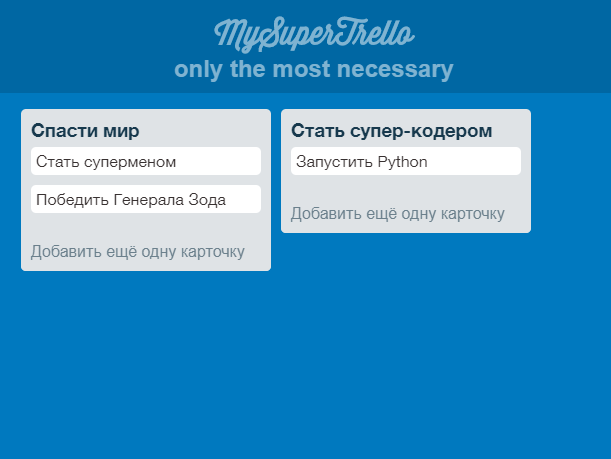 MySuperTrello
only the most necessary
Спасти мир
Стать суперменом
Победить Генерала Зода
Добавить ещё одну карточку
Стать супер-кодером
Запустить Python
Добавить ещё одну карточку